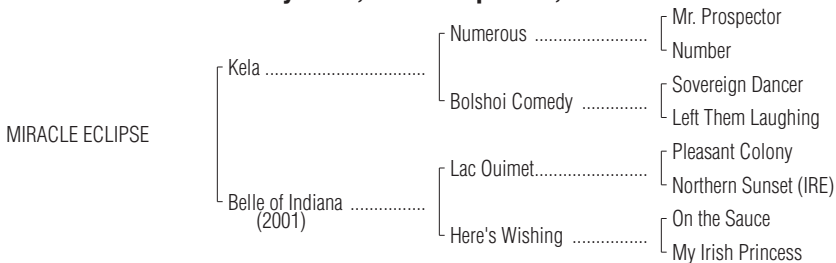 Mr. Prospector
Numerous ................................
Number
Kela ..............................................
Sovereign Dancer
Bolshoi Comedy ..................
Left Them Laughing
MIRACLE ECLIPSE
Pleasant Colony
Lac Ouimet................................
Northern Sunset (IRE)
Belle of Indiana .....................
(2001)
On the Sauce
Here's Wishing .....................
My Irish Princess